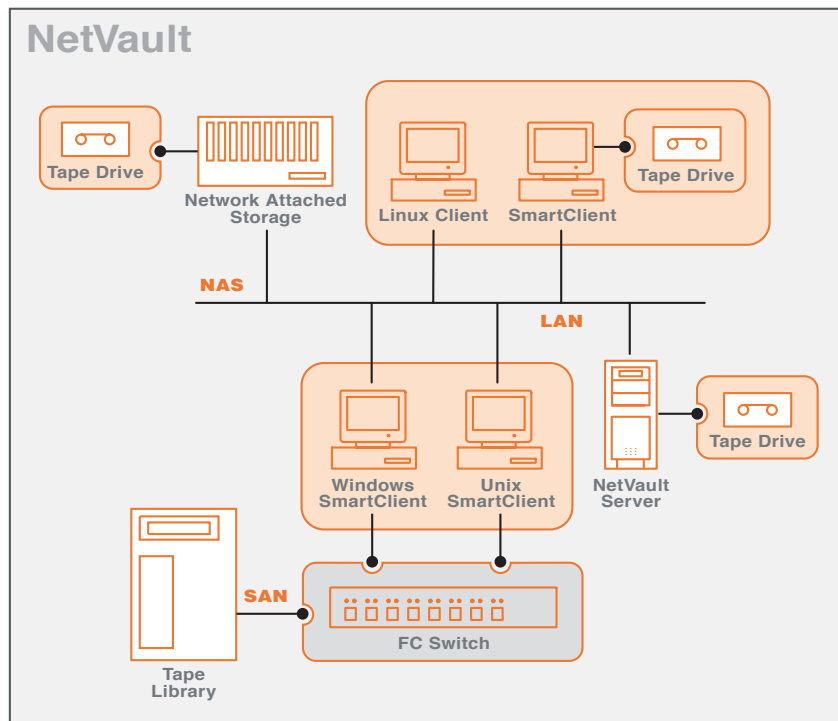 NetVault
Tape Drive
Network Attached
Storage
Linux Client
SmartClient
Tape Drive
NAS
LAN
Windows
SmartClient
Unix
SmartClient
NetVault
Server
Tape Drive
SAN
FC Switch
Tape
Library